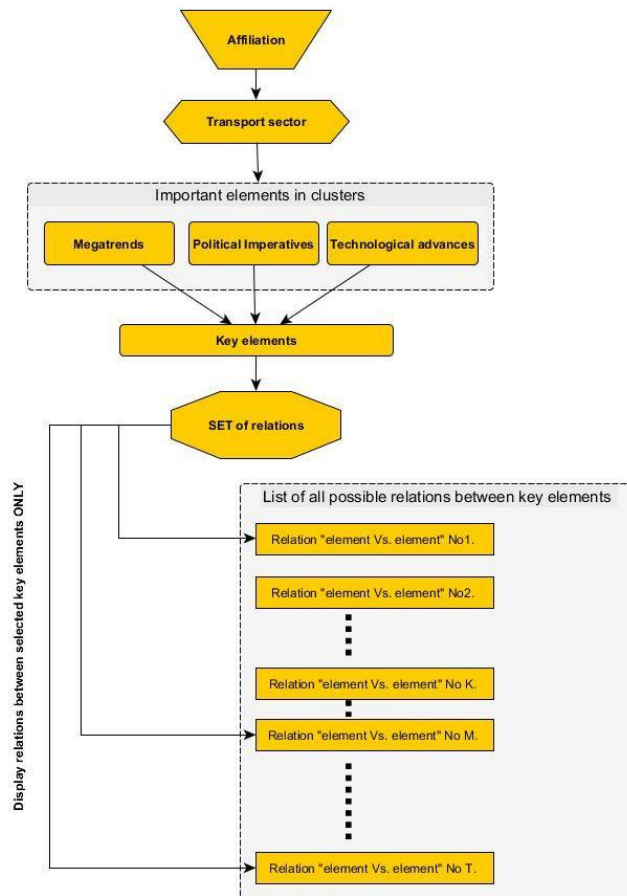 Affiliation
Transport sector
Important elements in clusters
Megatrends
Political Imperatives
Technological advances
Key elements
SET of relations
Display relations between selected key elements ONLY
List of all possible relations between key elements
Relation "element Vs. element" No1.
Relation "element Vs. element" No2.
Relation "element Vs. element" No K.
Relation "element Vs. element" No M.
Relation "element Vs. element" No T.